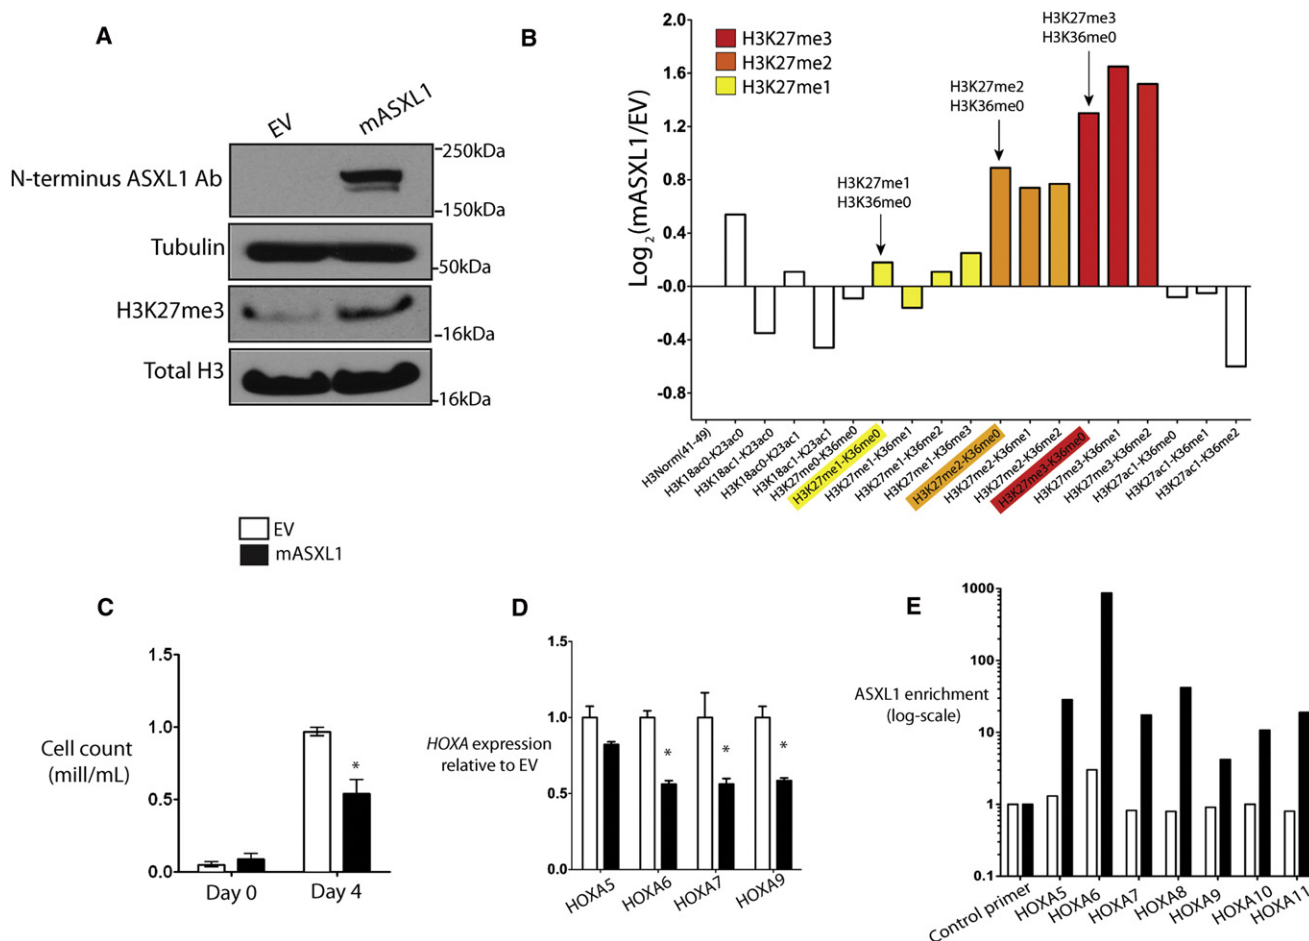 A
EV
mASXL1
N-terminus ASXL1 Ab
-250kDa
-150kDa
Tubulin
-50kDa
H3K27me3
-16kDa
Total H3
-16kDa
B
Log2(mASXL1/EV)
2.0
1.6
1.2
0.8
0.4
-0.0
-0.4
-0.8
H3K27me3
H3K27me2
H3K27me1
H3K27me1
H3K36me0
H3K27me2
H3K36me0
H3K27me3
H3K36me0
H3Norm(41-49)
H3K18ac0-K23ac0
H3K18ac1-K23ac0
H3K18ac0-K23ac1
H3K18ac1-K23ac1
H3K27me0-K36me0
H3K27me1-K36me0
H3K27me1-K36me1
H3K27me1-K36me2
H3K27me1-K36me3
H3K27me2-K36me0
H3K27me2-K36me1
H3K27me2-K36me2
H3K27me3-K36me0
H3K27me3-K36me1
H3K27me3-K36me2
H3K27ac1-K36me0
H3K27ac1-K36me1
H3K27ac1-K36me2
EV
mASXL1
C
Cell count
(mill/mL)
1.5
1.0
0.5
0.0
*
Day 0
Day 4
D
HOXA expression
relative to EV
1.5
1.0
0.5
0.0
*
*
*
HOXA5
HOXA6
HOXA7
HOXA9
E
ASXL1 enrichment
(log-scale)
1000
100
10
1
0.1
Control primer
HOXA5
HOXA6
HOXA7
HOXA8
HOXA9
HOXA10
HOXA11